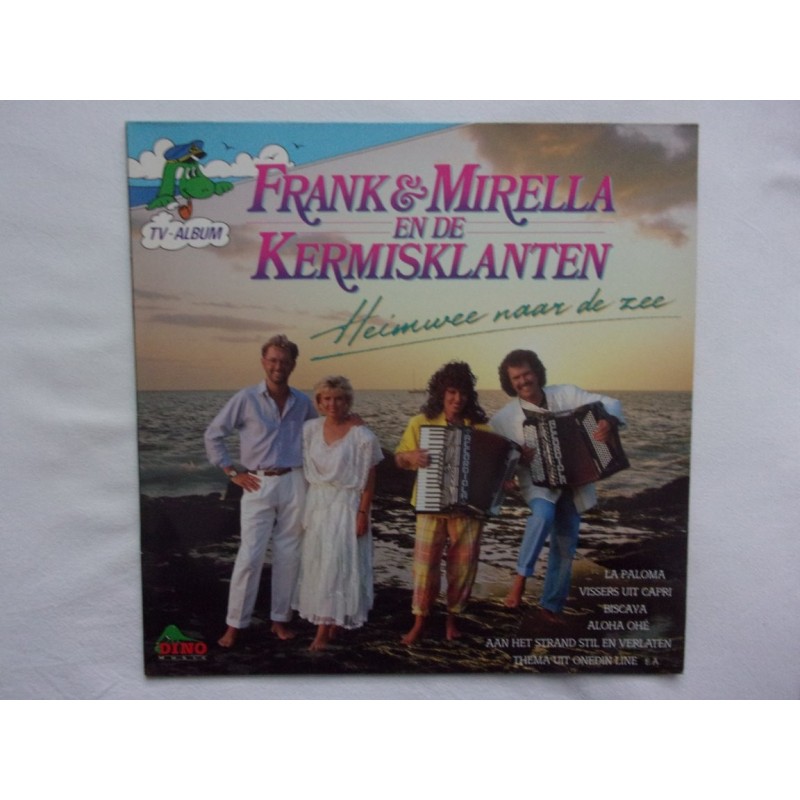 TV-ALBUM
FRANK & MIRELLA
EN DE
KERMISKLANTEN
Heimwee naar de zee
LA PALOMA
VISSERS UIT CAPRI
BISCAYA
ALOHA OHÉ
AAN HET STRAND STIL EN VERLATEN
THEMA UIT ONEDIN LINE E.A.
DINO
MUSIC